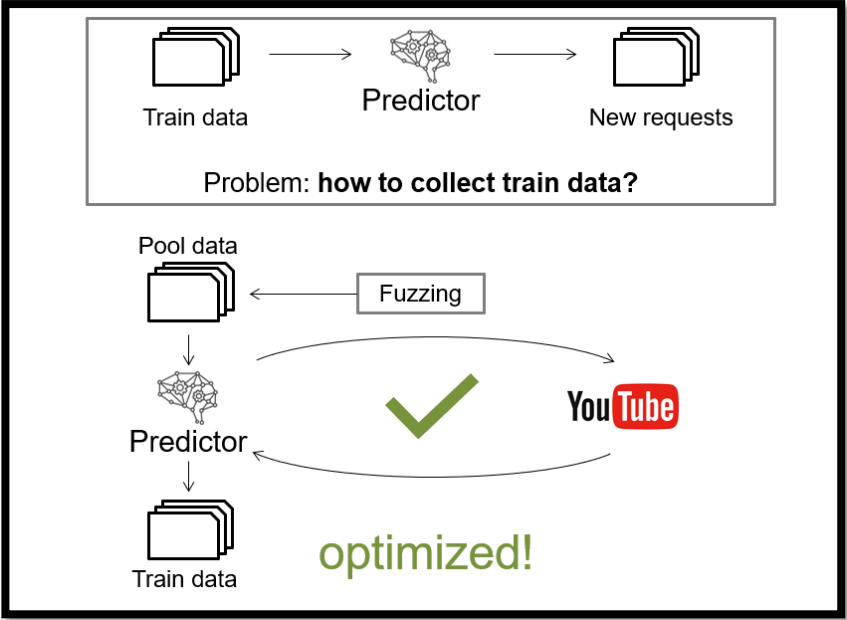 Train data
Predictor
New requests
Problem: how to collect train data?
Pool data
Fuzzing
Predictor
YouTube
Train data
optimized!